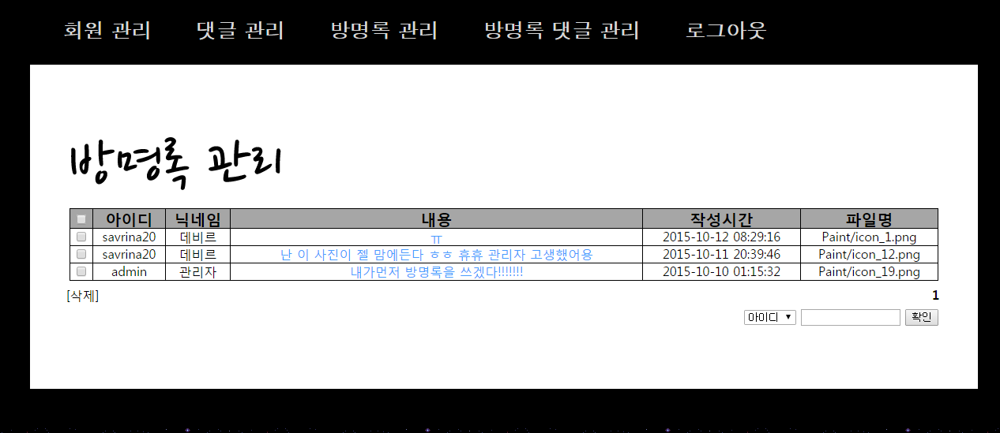 회원 관리 댓글 관리 방명록 관리 방명록 댓글 관리 로그아웃
방명록 관리
아이디 닉네임 내용 작성시간 파일명
savrina20 데비르 ㅠ 2015-10-12 08:29:16 Paint/icon_1.png
savrina20 데비르 난 이 사진이 젤 맘에든다 ㅎㅎ 휴휴 관리자 고생했어용 2015-10-11 20:39:46 Paint/icon_12.png
admin 관리자 내가먼저 방명록을 쓰겠다!!!!!!! 2015-10-10 01:15:32 Paint/icon_19.png
[삭제] 1
아이디 확인